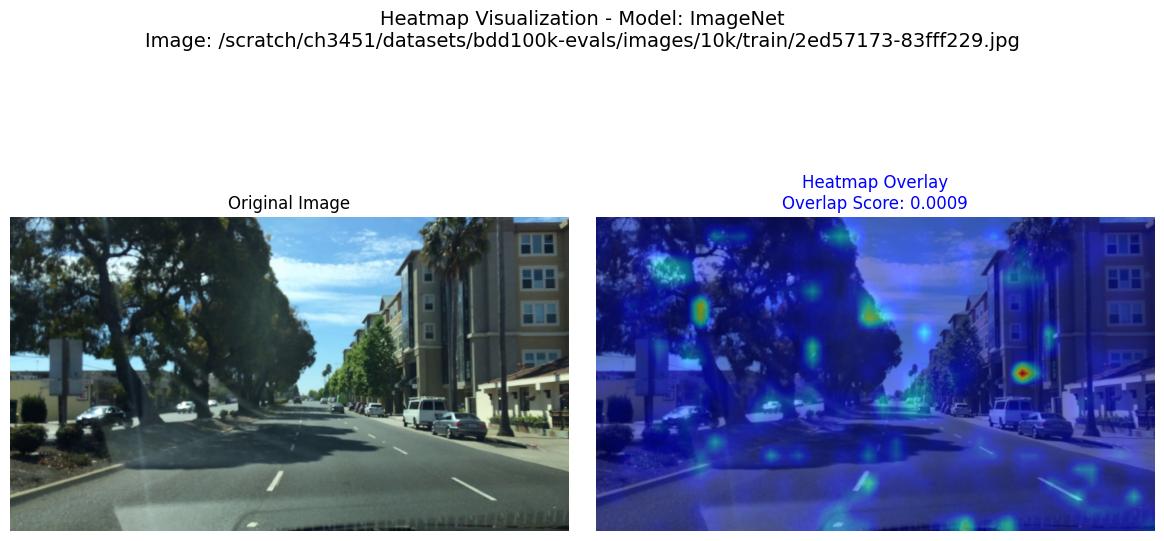 Heatmap Visualization - Model: ImageNet
Image: /scratch/ch3451/datasets/bdd100k-evals/images/10k/train/2ed57173-83fff229.jpg
Original Image
Heatmap Overlay
Overlap Score: 0.0009